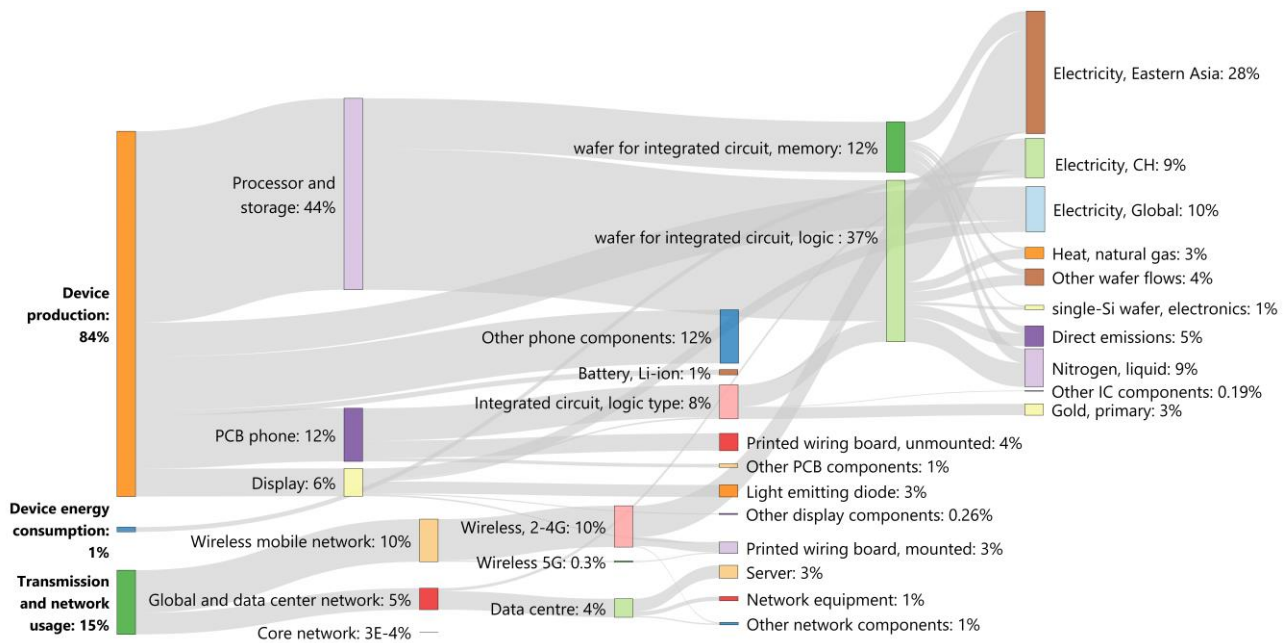 Device
production:
84%
Device energy
consumption:
1%
Transmission
and network
usage: 15%
Processor and
storage: 44%
PCB phone: 12%
Display: 6%
Wireless mobile network: 10%
Global and data center network: 5%
Core network: 3E-4%
wafer for integrated circuit, memory: 12%
wafer for integrated circuit, logic : 37%
Other phone components: 12%
Battery, Li-ion: 1%
Integrated circuit, logic type: 8%
Wireless, 2-4G: 10%
Wireless 5G: 0.3%
Data centre: 4%
Printed wiring board, unmounted: 4%
Other PCB components: 1%
Light emitting diode: 3%
Other display components: 0.26%
Printed wiring board, mounted: 3%
Server: 3%
Network equipment: 1%
Other network components: 1%
Electricity, Eastern Asia: 28%
Electricity, CH: 9%
Electricity, Global: 10%
Heat, natural gas: 3%
Other wafer flows: 4%
single-Si wafer, electronics: 1%
Direct emissions: 5%
Nitrogen, liquid: 9%
Other IC components: 0.19%
Gold, primary: 3%